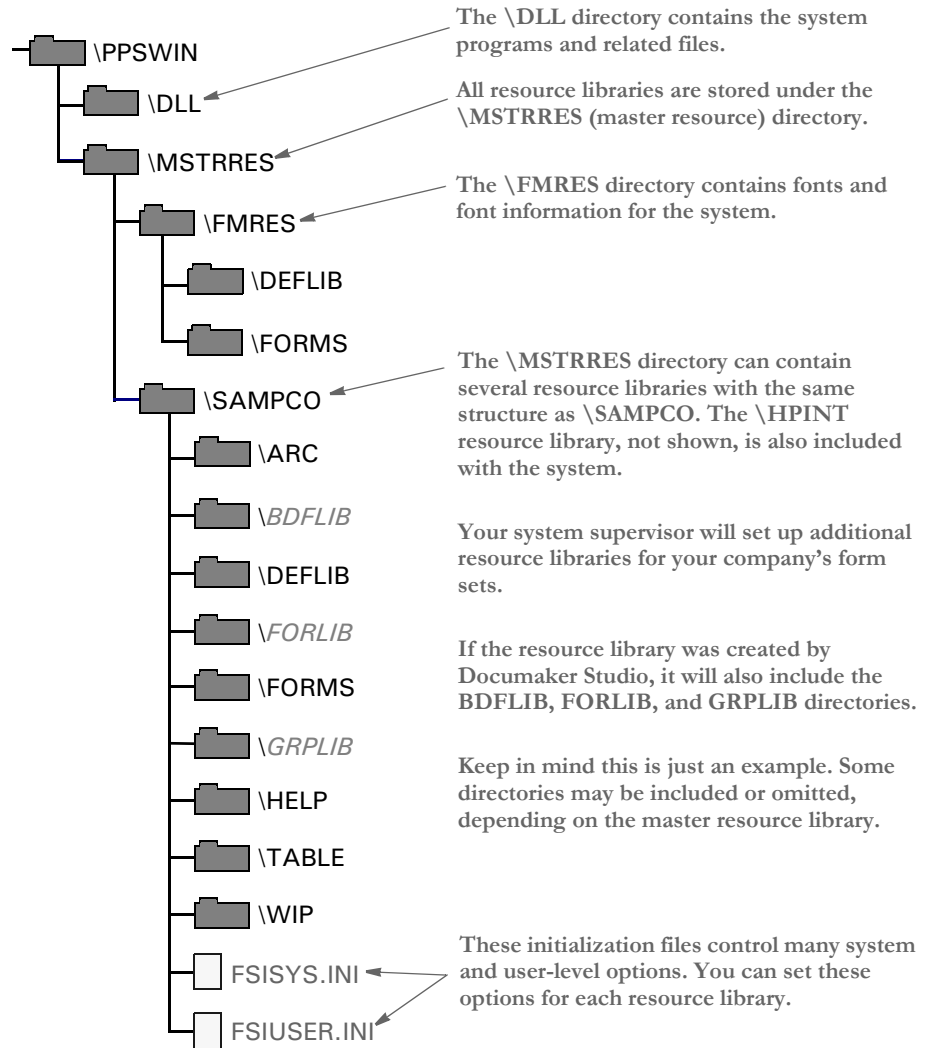 The \DLL directory contains the system
programs and related files.
\PPSWIN
\DLL
All resource libraries are stored under the
\MSTRRES (master resource) directory.
\MSTRRES
The \FMRES directory contains fonts and
font information for the system.
\FMRES
\DEFLIB
\FORMS
The \MSTRRES directory can contain
several resource libraries with the same
structure as \SAMPCO. The \HPINT
resource library, not shown, is also included
with the system.
\SAMPCO
\ARC
\BDFLIB
Your system supervisor will set up additional
resource libraries for your company’s form
sets.
\DEFLIB
\FORLIB
If the resource library was created by
Documaker Studio, it will also include the
BDFLIB, FORLIB, and GRPLIB directories.
\FORMS
\GRPLIB
Keep in mind this is just an example. Some
directories may be included or omitted,
depending on the master resource library.
\HELP
\TABLE
\WIP
These initialization files control many system
and user-level options. You can set these
options for each resource library.
FSISYS.INI
FSIUSER.INI